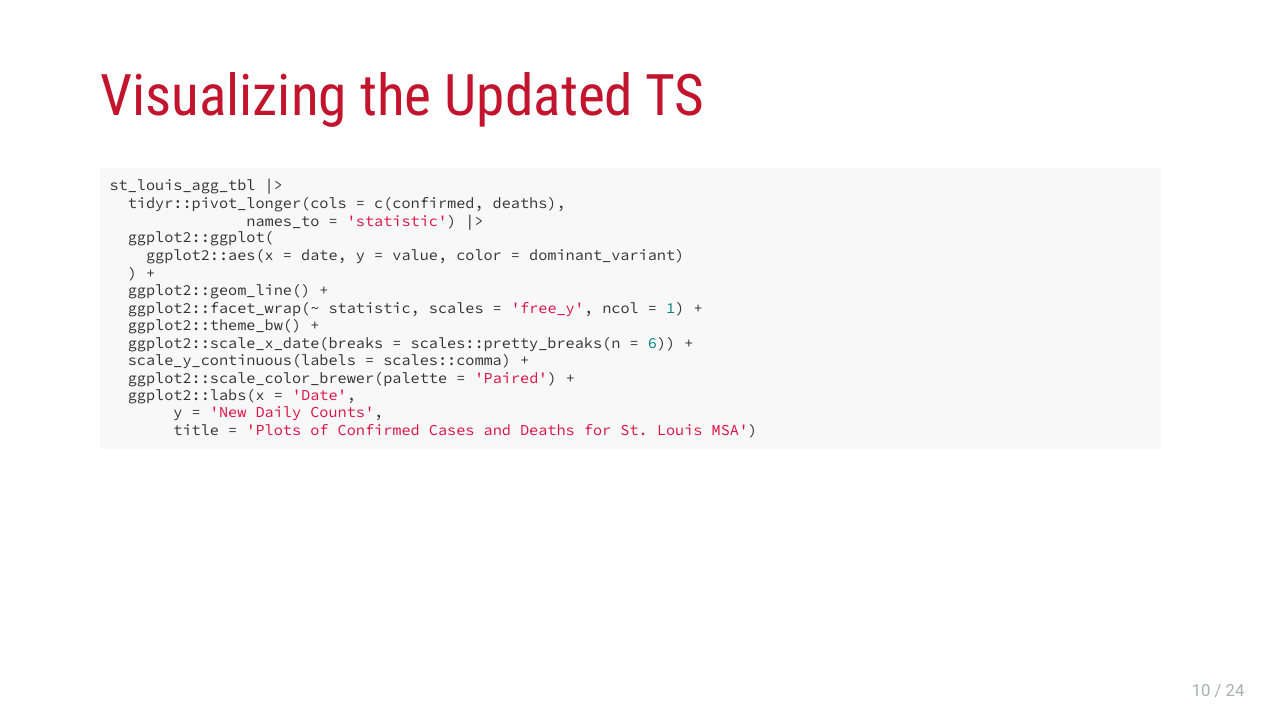 Visualizing the Updated TS
st_louis_agg_tbl |>
  tidyr::pivot_longer(cols = c(confirmed, deaths),
               names_to = 'statistic') |>
  ggplot2::ggplot(
    ggplot2::aes(x = date, y = value, color = dominant_variant)
  ) +
  ggplot2::geom_line() +
  ggplot2::facet_wrap(~ statistic, scales = 'free_y', ncol = 1) +
  ggplot2::theme_bw() +
  ggplot2::scale_x_date(breaks = scales::pretty_breaks(n = 6)) +
  scale_y_continuous(labels = scales::comma) +
  ggplot2::scale_color_brewer(palette = 'Paired') +
  ggplot2::labs(x = 'Date',
       y = 'New Daily Counts',
       title = 'Plots of Confirmed Cases and Deaths for St. Louis MSA')
10 / 24